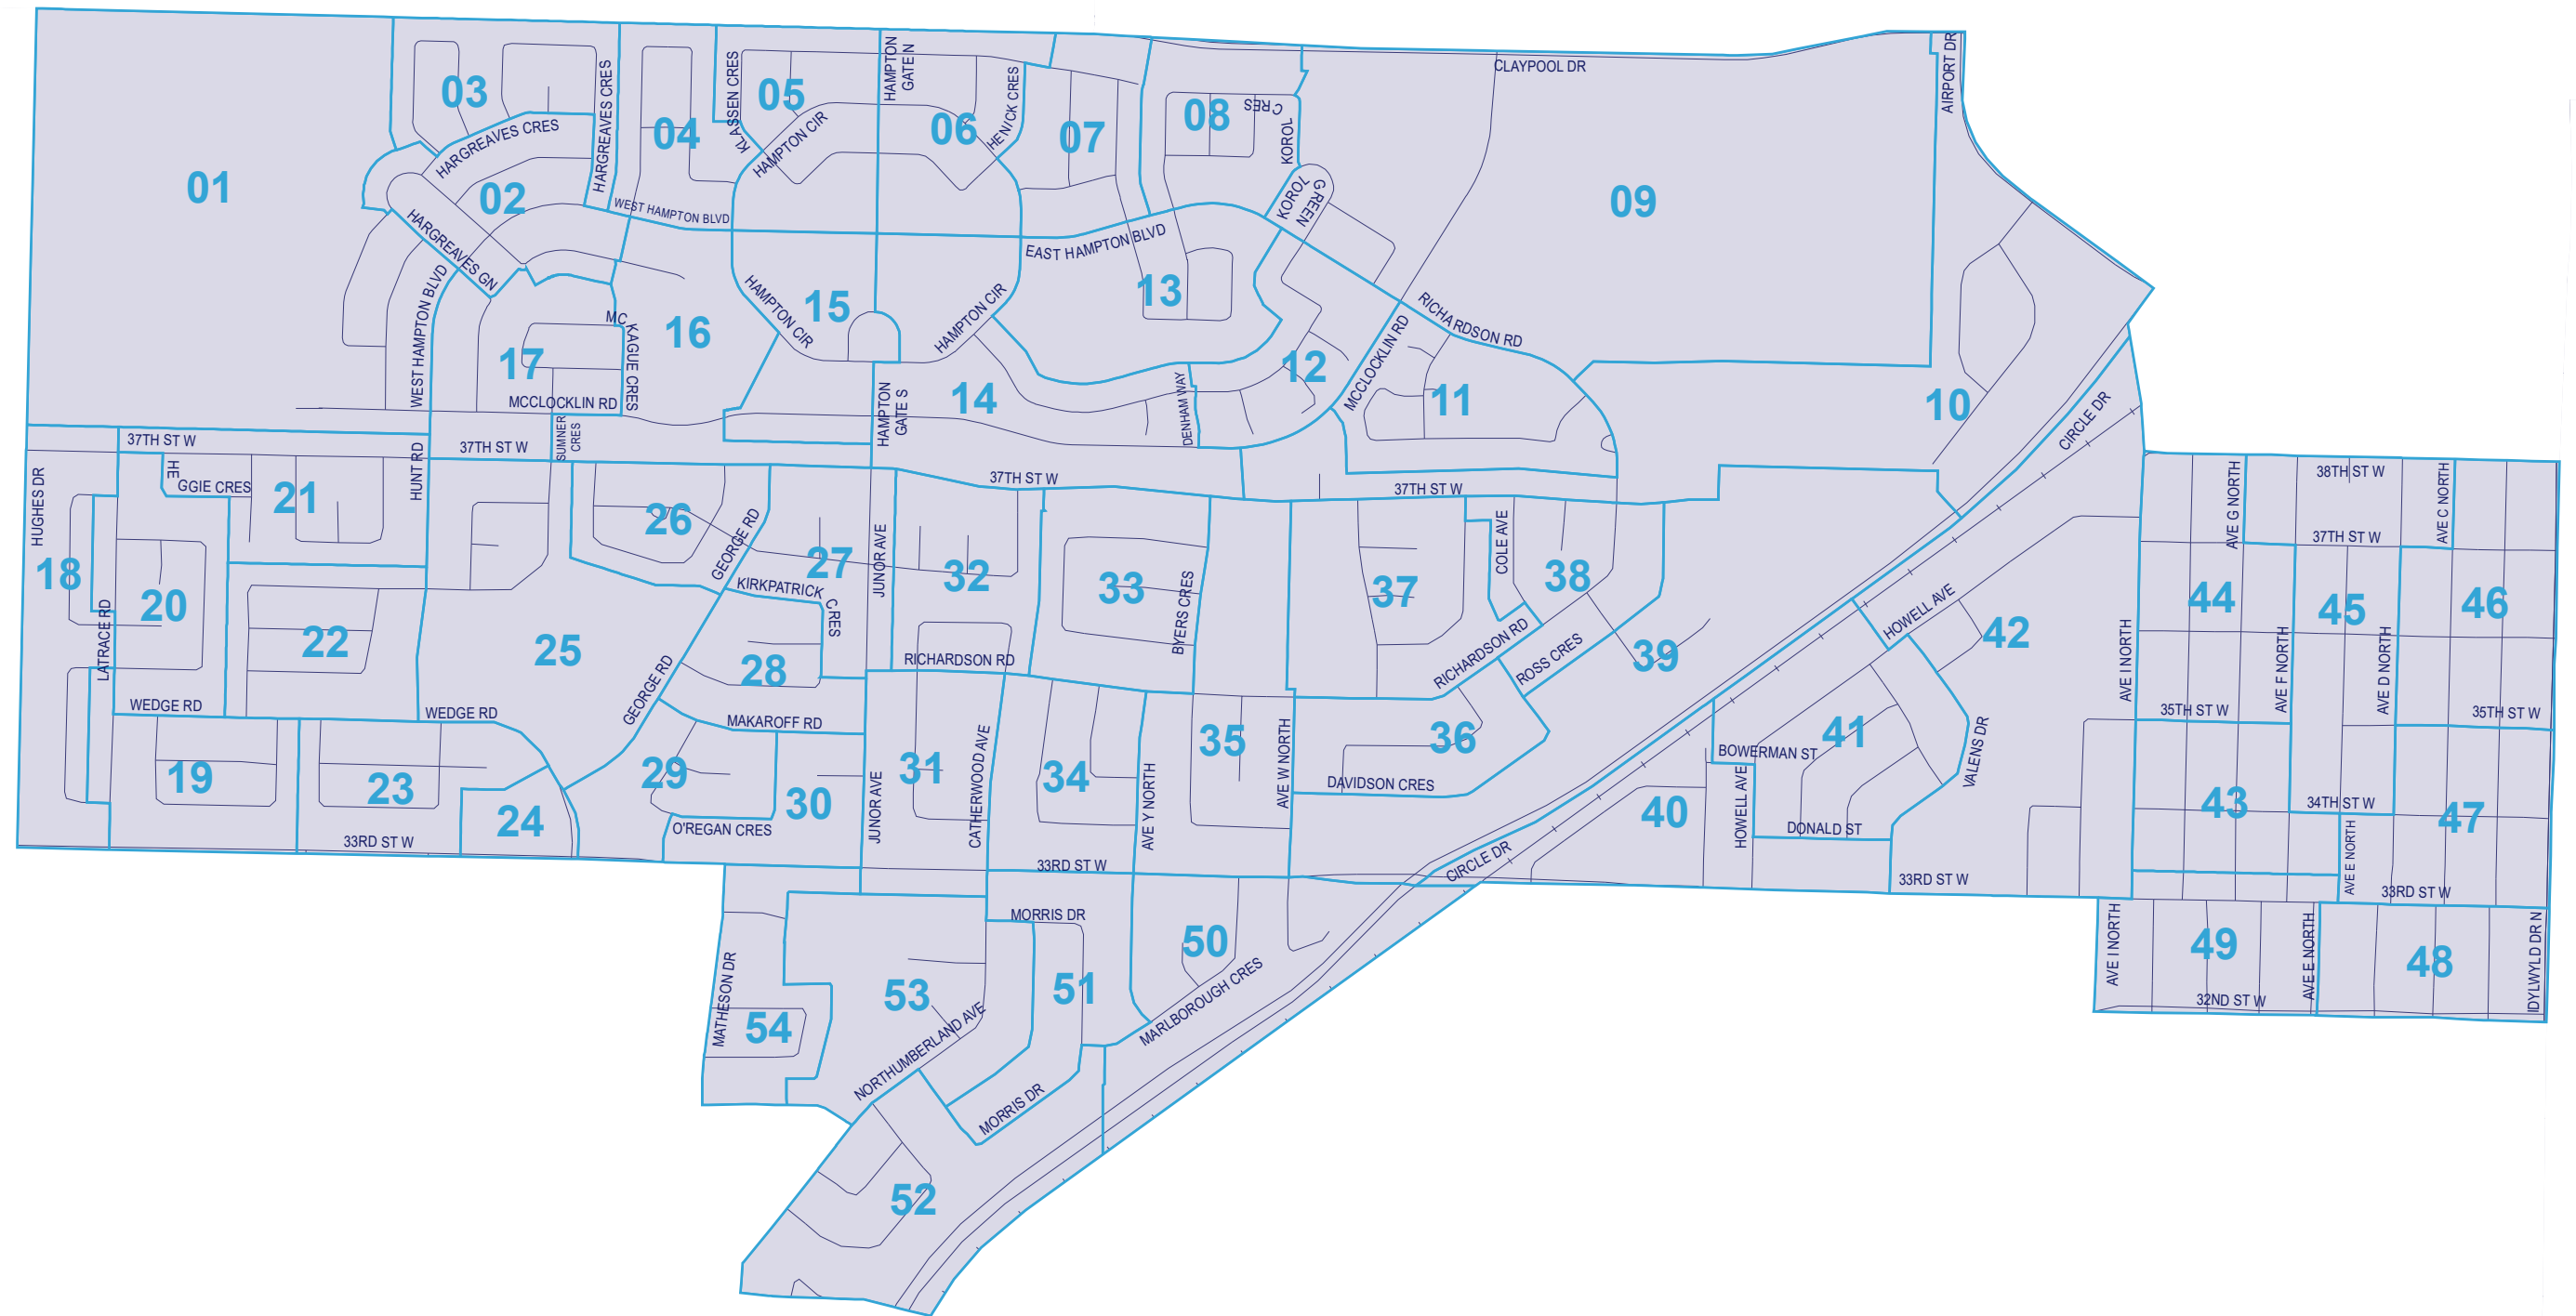 01
02
03
04
05
06
07
08
09
10
11
12
13
14
15
16
17
18
19
20
21
22
23
24
25
26
27
28
29
30
31
32
33
34
35
36
37
38
39
40
41
42
43
44
45
46
47
48
49
50
51
52
53
54
HARGREAVES CRES
HARGREAVES CRES
KLASSEN CRES
HAMPTON CIR
HAMPTON
GATE N
HENICK CRES
KOROL
CRES
KOROL
GREEN
CLAYPOOL DR
AIRPORT DR
WEST HAMPTON BLVD
HARGREAVES GN
WEST HAMPTON BLVD
EAST HAMPTON BLVD
HAMPTON CIR
HAMPTON CIR
MC
KAGUE CRES
MCCLOCKLIN RD
HAMPTON
GATE S
DENHAM WAY
MCCLOCKLIN RD
RICHARDSON RD
CIRCLE DR
37TH ST W
HUNT RD
37TH ST W
SUMNER
CRES
37TH ST W
37TH ST W
HUGHES DR
HE
GGIE CRES
GEORGE RD
KIRKPATRICK
CRES
JUNOR AVE
BYERS CRES
COLE AVE
LATRACE RD
RICHARDSON RD
RICHARDSON RD
ROSS CRES
HOWELL AVE
WEDGE RD
WEDGE RD
GEORGE RD
MAKAROFF RD
CATHERWOOD AVE
JUNOR AVE
AVE Y NORTH
AVE W NORTH
DAVIDSON CRES
BOWERMAN ST
HOWELL AVE
VALENS DR
DONALD ST
O'REGAN CRES
33RD ST W
33RD ST W
CIRCLE DR
33RD ST W
AVE G NORTH
38TH ST W
AVE C NORTH
37TH ST W
AVE I NORTH
AVE F NORTH
AVE D NORTH
35TH ST W
35TH ST W
34TH ST W
AVE E NORTH
33RD ST W
AVE I NORTH
AVE E NORTH
32ND ST W
IDYLWYLD DR N
MORRIS DR
MATHESON DR
NORTHUMBERLAND AVE
MORRIS DR
MARLBOROUGH CRES